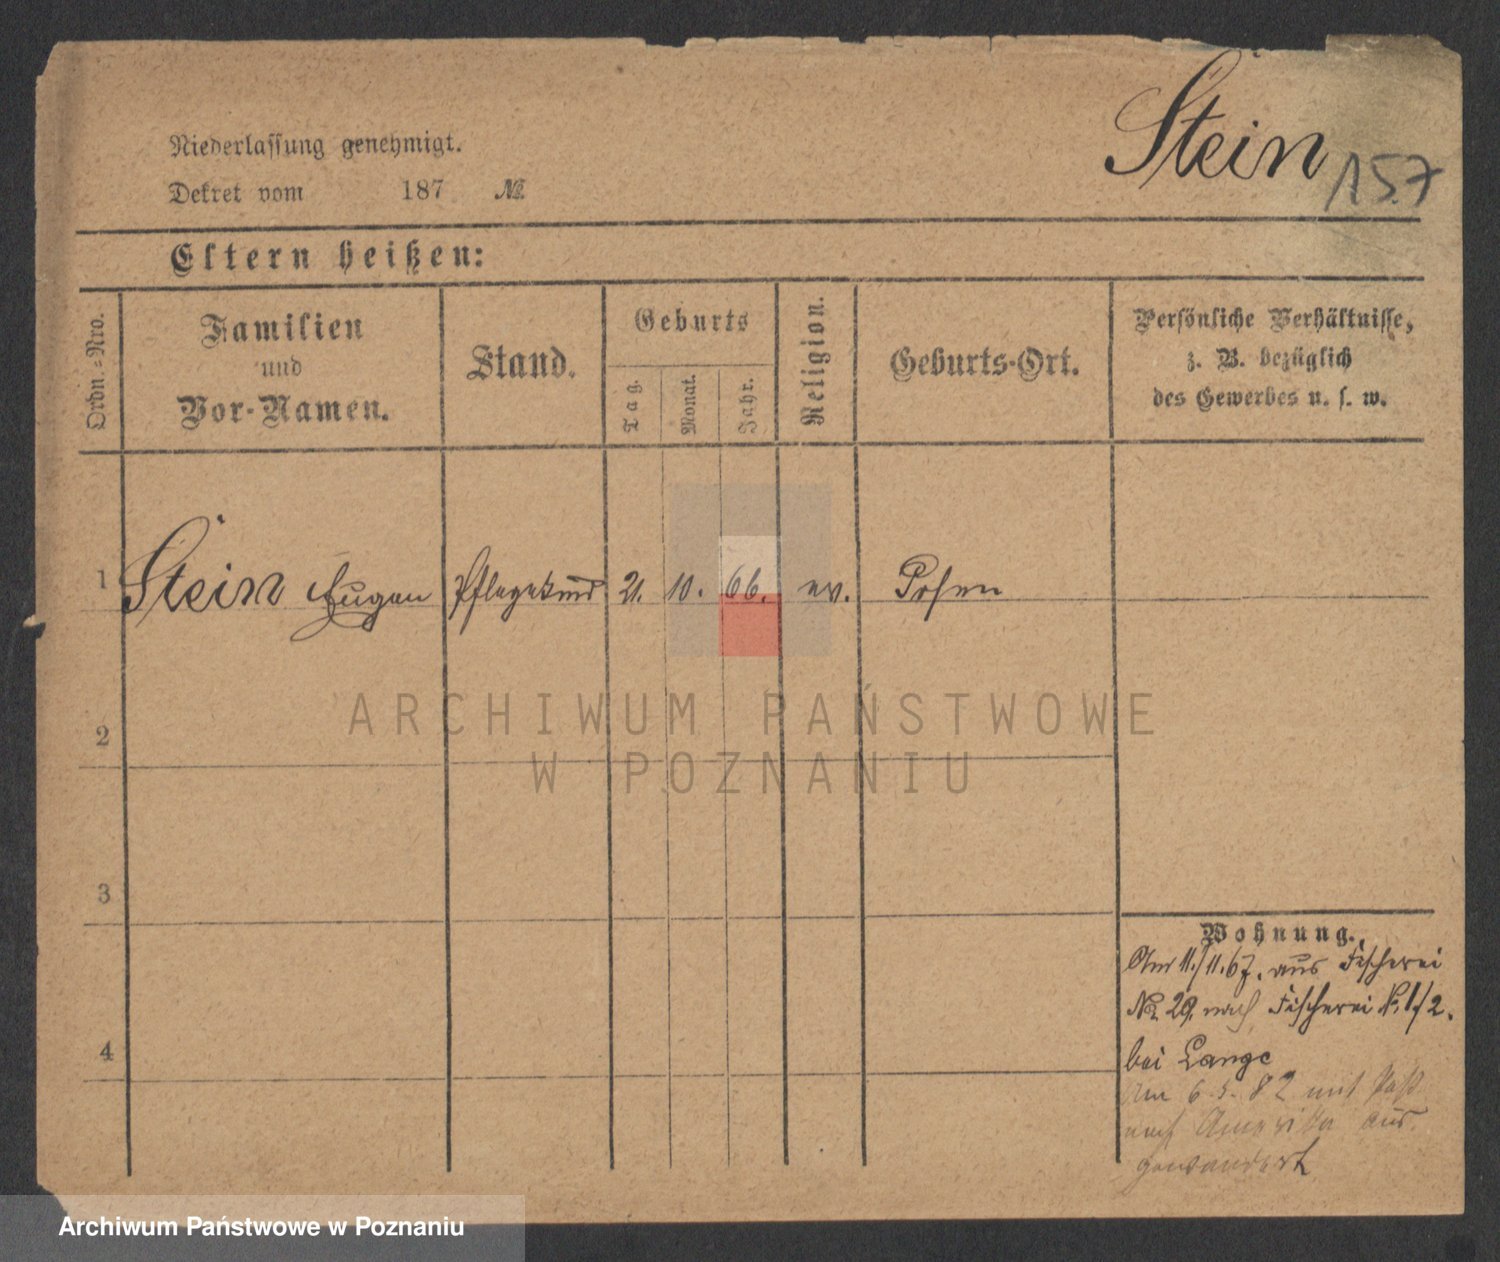 Stein
157
Niederlassung genehmigt.
Dekret vom 187 №
Eltern heißen:
Ordn.=Nro.
Familien
und
Vor-Namen.
Stand.
Geburts
Tag.
Monat.
Jahr.
Religion.
Geburts-Ort.
Persönliche Verhältnisse,
z. B. bezüglich
des Gewerbes u. s. w.
1 Stein Eugen Pflegekind 21. 10. 66. ev. Posen
ARCHIWUM PAŃSTWOWE
W POZNANIU
2
3
4
Wohnung.
Am 11./11.67. aus Fischerei
№ 29. nach Fischerei №. 1/2.
bei Lange
Am 6.5.82 mit Paß
nach Amerika aus
gewandert
Archiwum Państwowe w Poznaniu